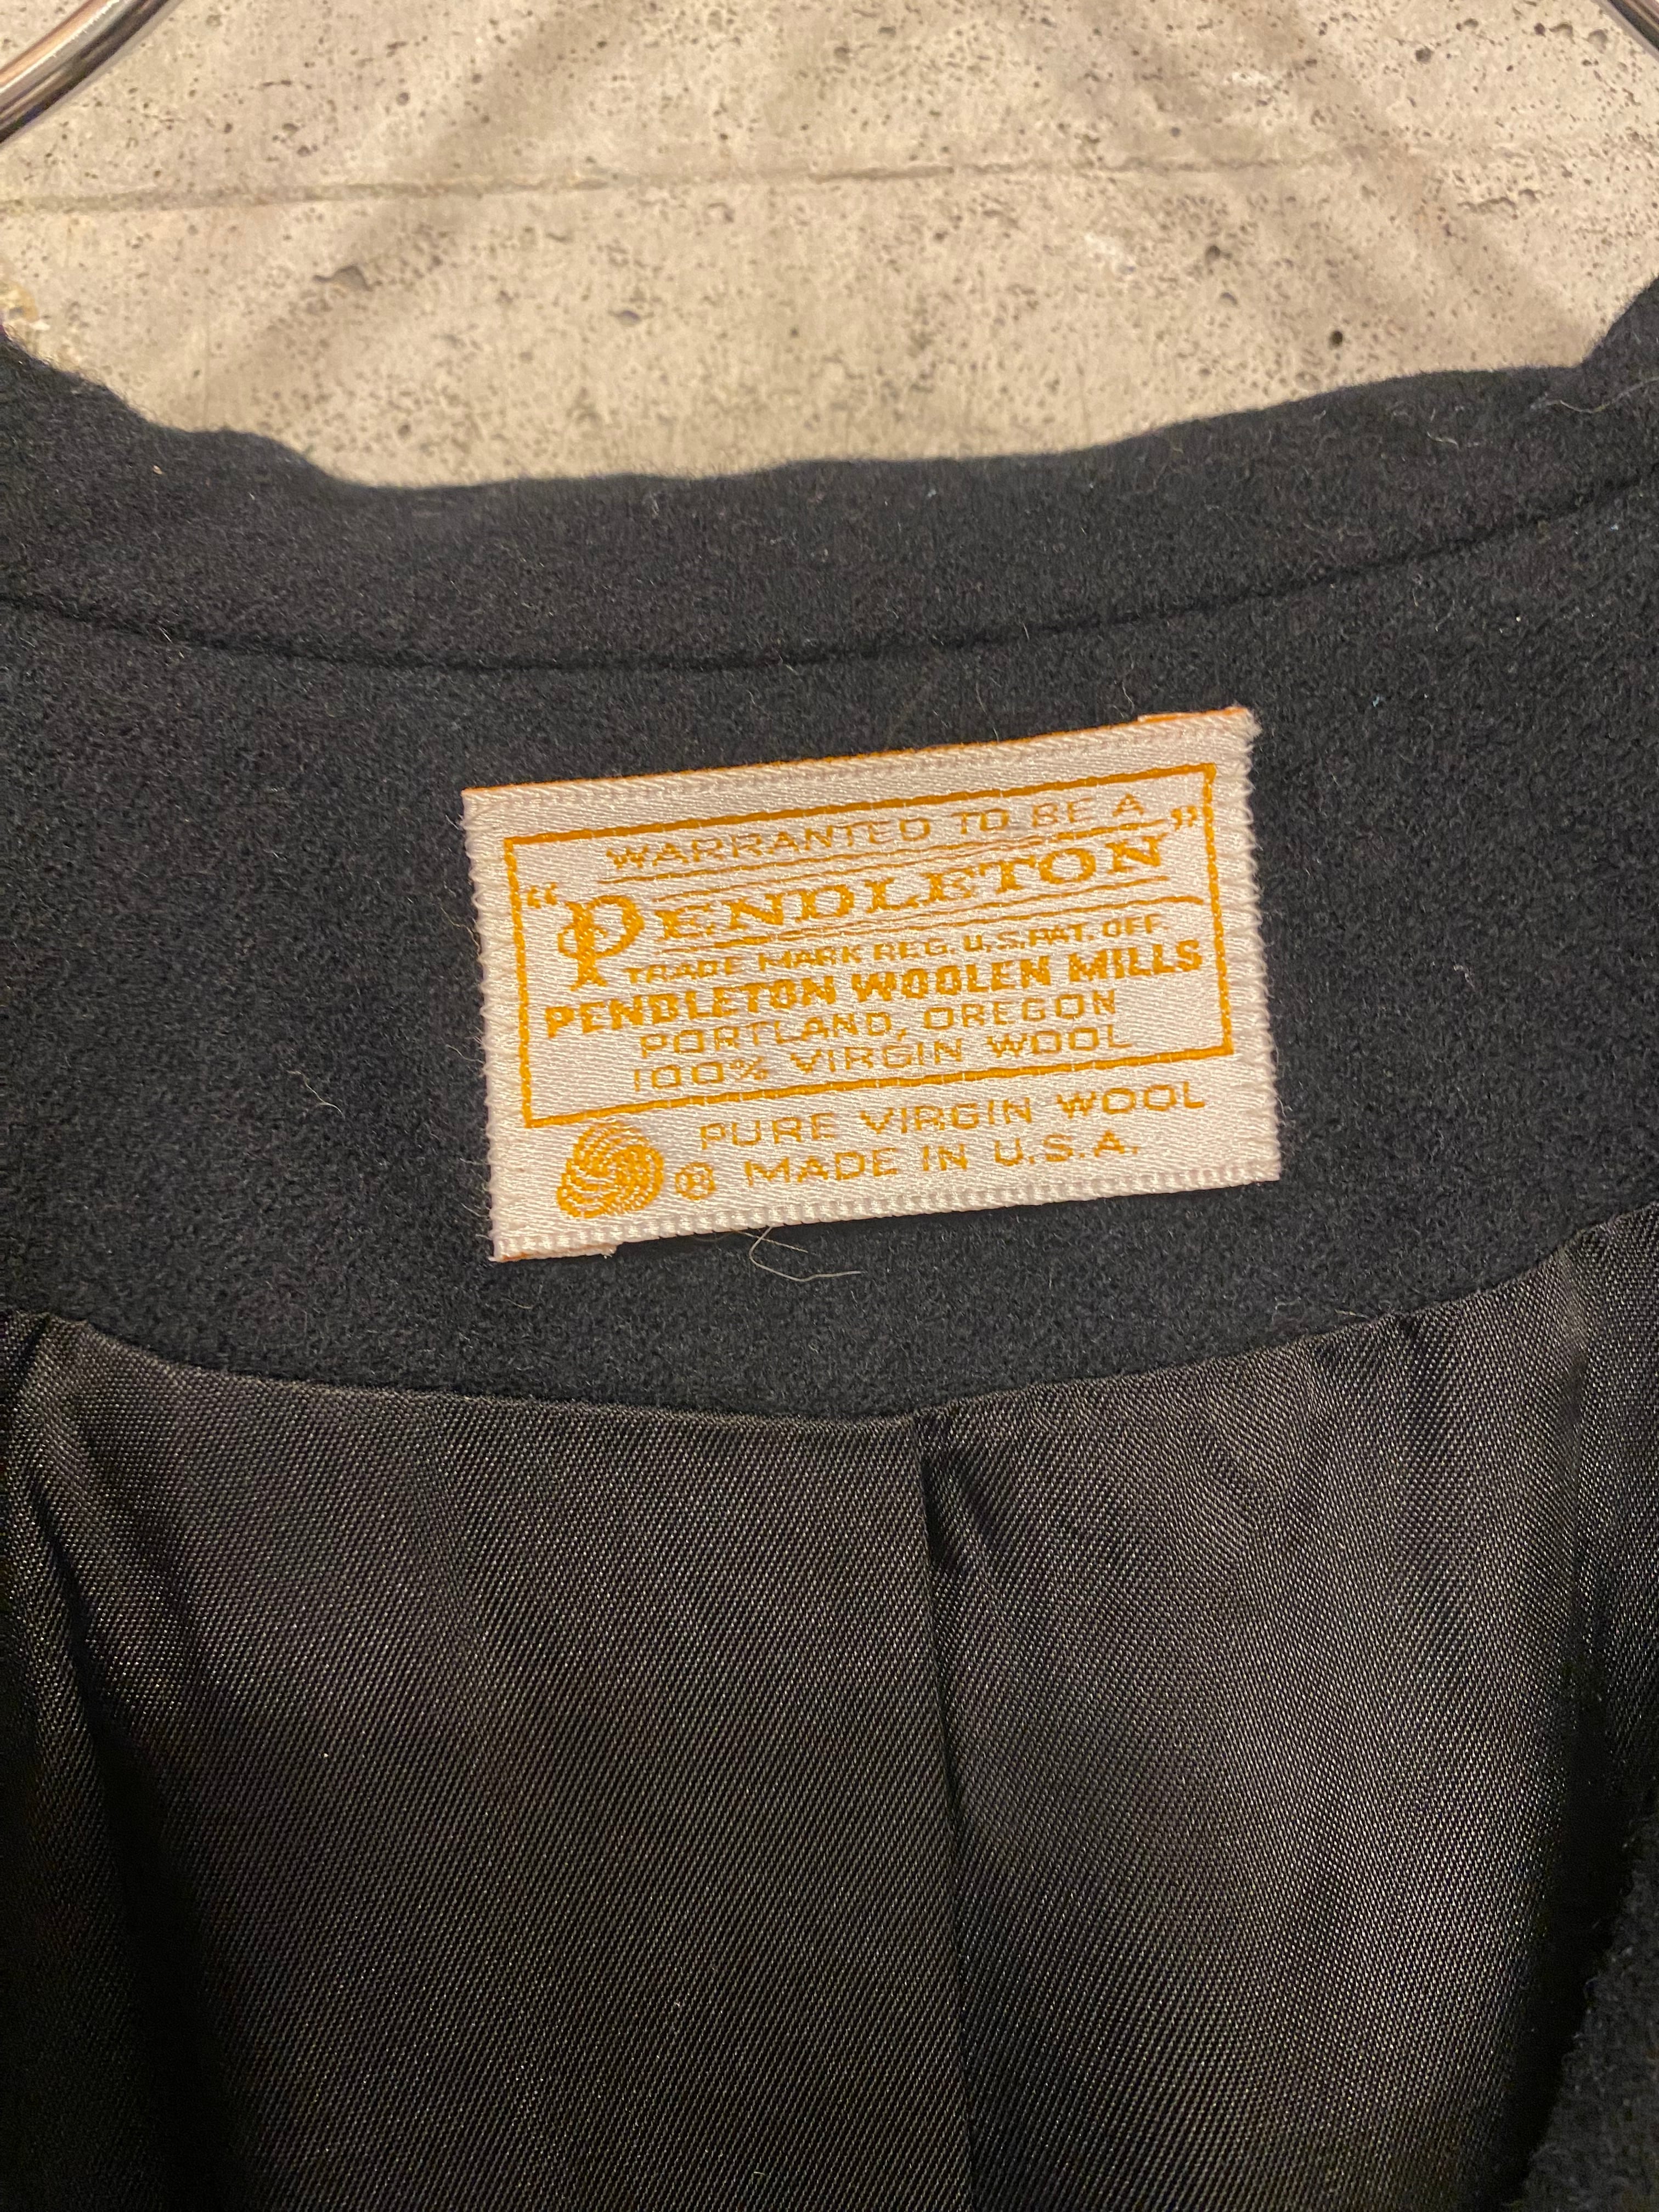 WARRANTED TO BE A
"PENDLETON"
TRADE MARK REG. U.S. PAT. OFF.
PENDLETON WOOLEN MILLS
PORTLAND, OREGON
100% VIRGIN WOOL
PURE VIRGIN WOOL
® MADE IN U.S.A.